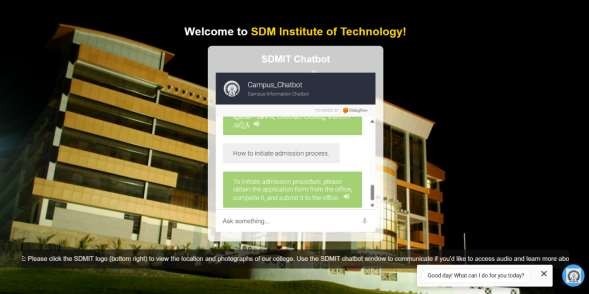 Welcome to SDM Institute of Technology!
SDMIT Chatbot
Campus_Chatbot
Campus Information Chatbot
POWERED BY Dialogflow
How to initiate admission process.
To initiate admission procedure, please
obtain the application form from the office,
complete it, and submit it to the office.
Ask something...
E: Please click the SDMIT logo (bottom right) to view the location and photographs of our college. Use the SDMIT chatbot window to communicate if you'd like to access audio and learn more abo
Good day! What can I do for you today?